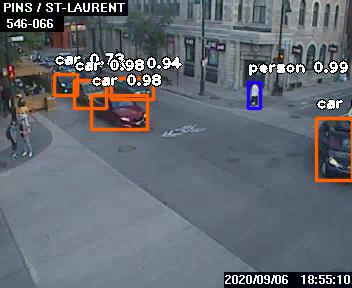 PINS / ST-LAURENT
546-066
car 0.73
car 0.98 0.94
car 0.98
person 0.99
car
2020/09/06 18:55:10